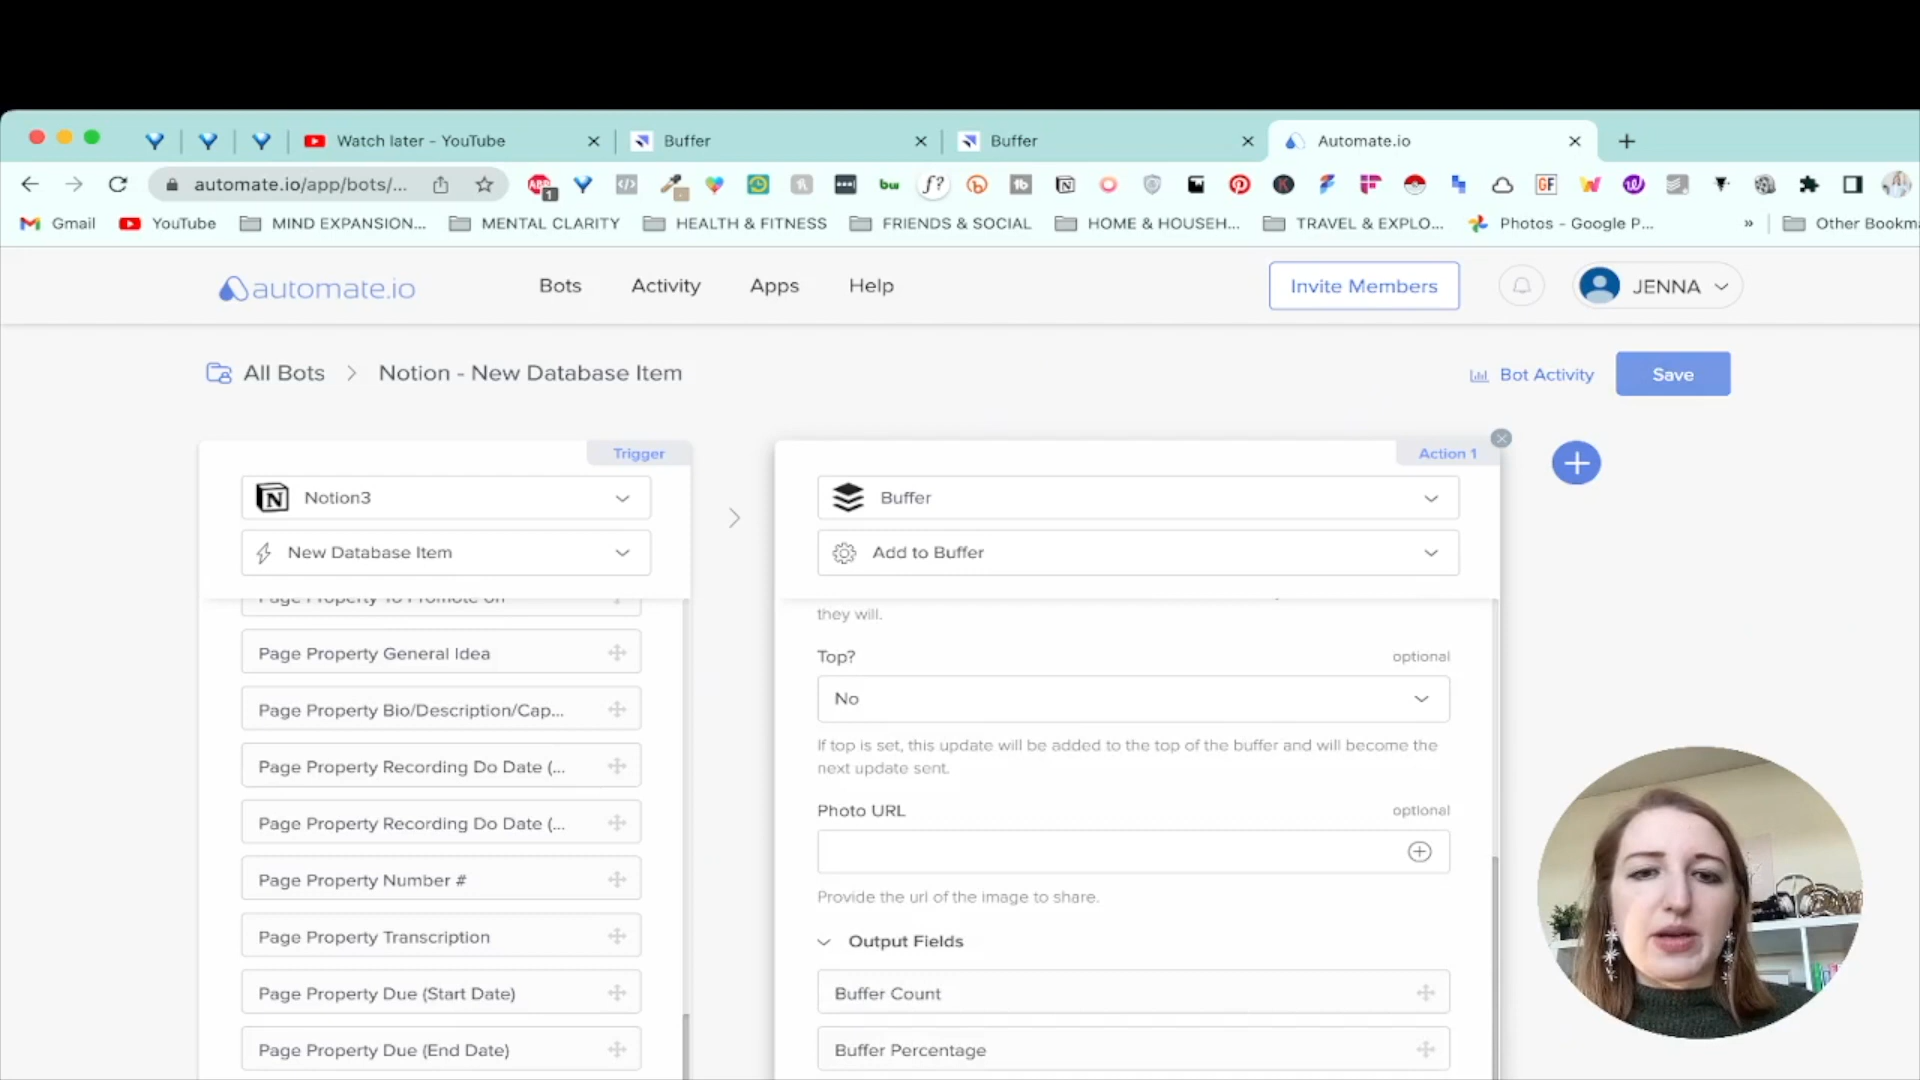 Watch later - YouTube
Buffer
Buffer
Automate.io
automate.io/app/bots/...
Gmail
YouTube
MIND EXPANSION...
MENTAL CLARITY
HEALTH & FITNESS
FRIENDS & SOCIAL
HOME & HOUSEH...
TRAVEL & EXPLO...
Photos - Google P...
»
Other Bookma
automate.io
Bots
Activity
Apps
Help
Invite Members
JENNA
All Bots > Notion - New Database Item
Bot Activity
Save
Trigger
Notion3
New Database Item
Page Property To Promote on
Page Property General Idea
Page Property Bio/Description/Cap...
Page Property Recording Do Date (...
Page Property Recording Do Date (...
Page Property Number #
Page Property Transcription
Page Property Due (Start Date)
Page Property Due (End Date)
Action 1
Buffer
Add to Buffer
they will.
Top?
optional
No
If top is set, this update will be added to the top of the buffer and will become the
next update sent.
Photo URL
optional
Provide the url of the image to share.
Output Fields
Buffer Count
Buffer Percentage